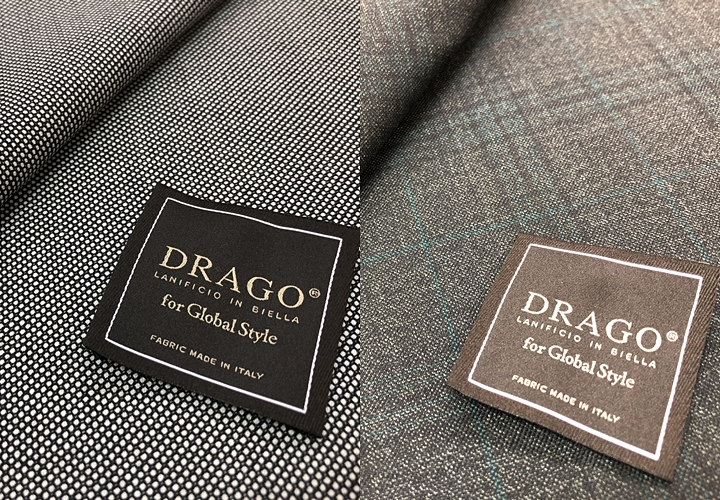 DRAGO®
LANIFICIO IN BIELLA
for Global Style
FABRIC MADE IN ITALY
DRAGO®
LANIFICIO IN BIELLA
for Global Style
FABRIC MADE IN ITALY